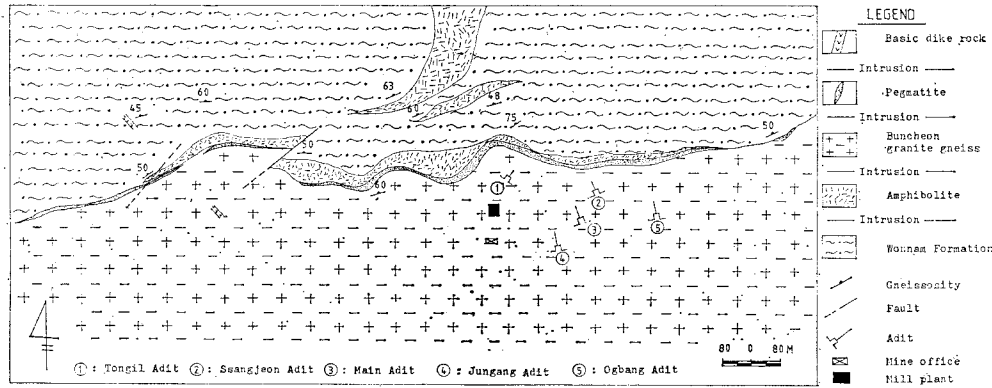 63
60
48
60
45
75
50
50
50
60
①
②
③
⑤
④
80 0 80 M
① : Tongil Adit ② : Ssangjeon Adit ③ : Main Adit ④ : Jungang Adit ⑤ : Ogbang Adit
LEGEND
Basic dike rock
Intrusion
Pegmatite
Intrusion
Buncheon
granite gneiss
Intrusion
Amphibolite
Intrusion
Wonnam Formation
Gneissosity
Fault
Adit
Mine office
Mill plant